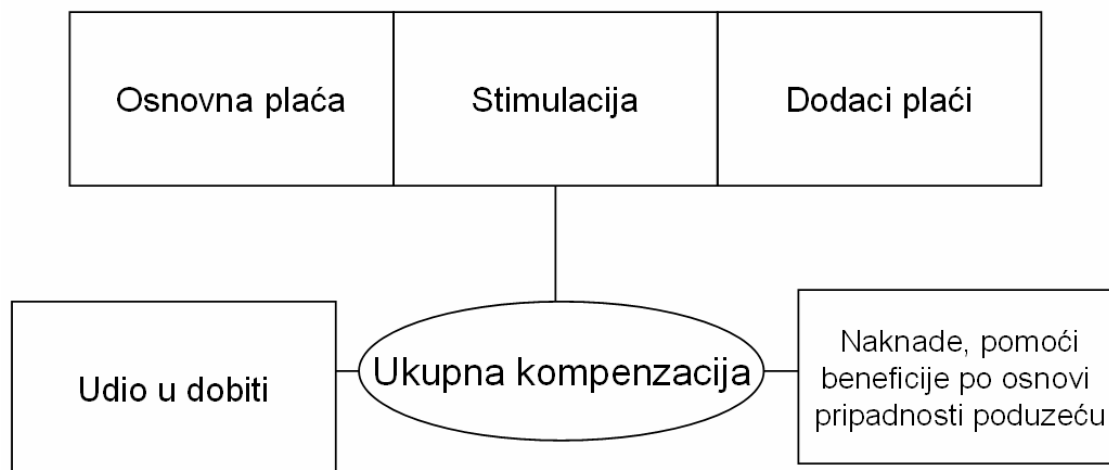 Osnovna plaća
Stimulacija
Dodaci plaći
Udio u dobiti
Ukupna kompenzacija
Naknade, pomoći
beneficije po osnovi
pripadnosti poduzeću